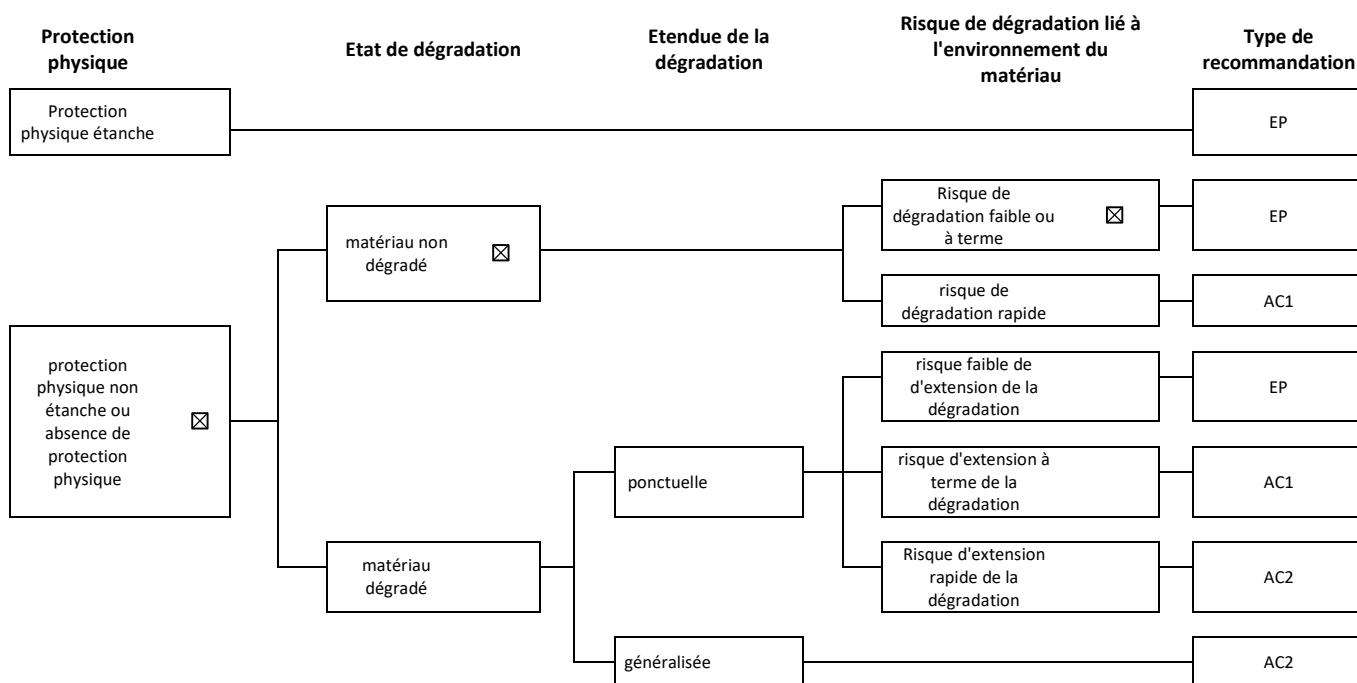 Protection
physique
Etat de dégradation
Etendue de la
dégradation
Risque de dégradation lié à
l'environnement du
matériau
Type de
recommandation
Protection
physique étanche
EP
matériau non
dégradé
Risque de
dégradation faible ou
à terme
EP
risque de
dégradation rapide
AC1
protection
physique non
étanche ou
absence de
protection
physique
risque faible de
d'extension de la
dégradation
EP
ponctuelle
risque d'extension à
terme de la
dégradation
AC1
matériau
dégradé
Risque d'extension
rapide de la
dégradation
AC2
généralisée
AC2